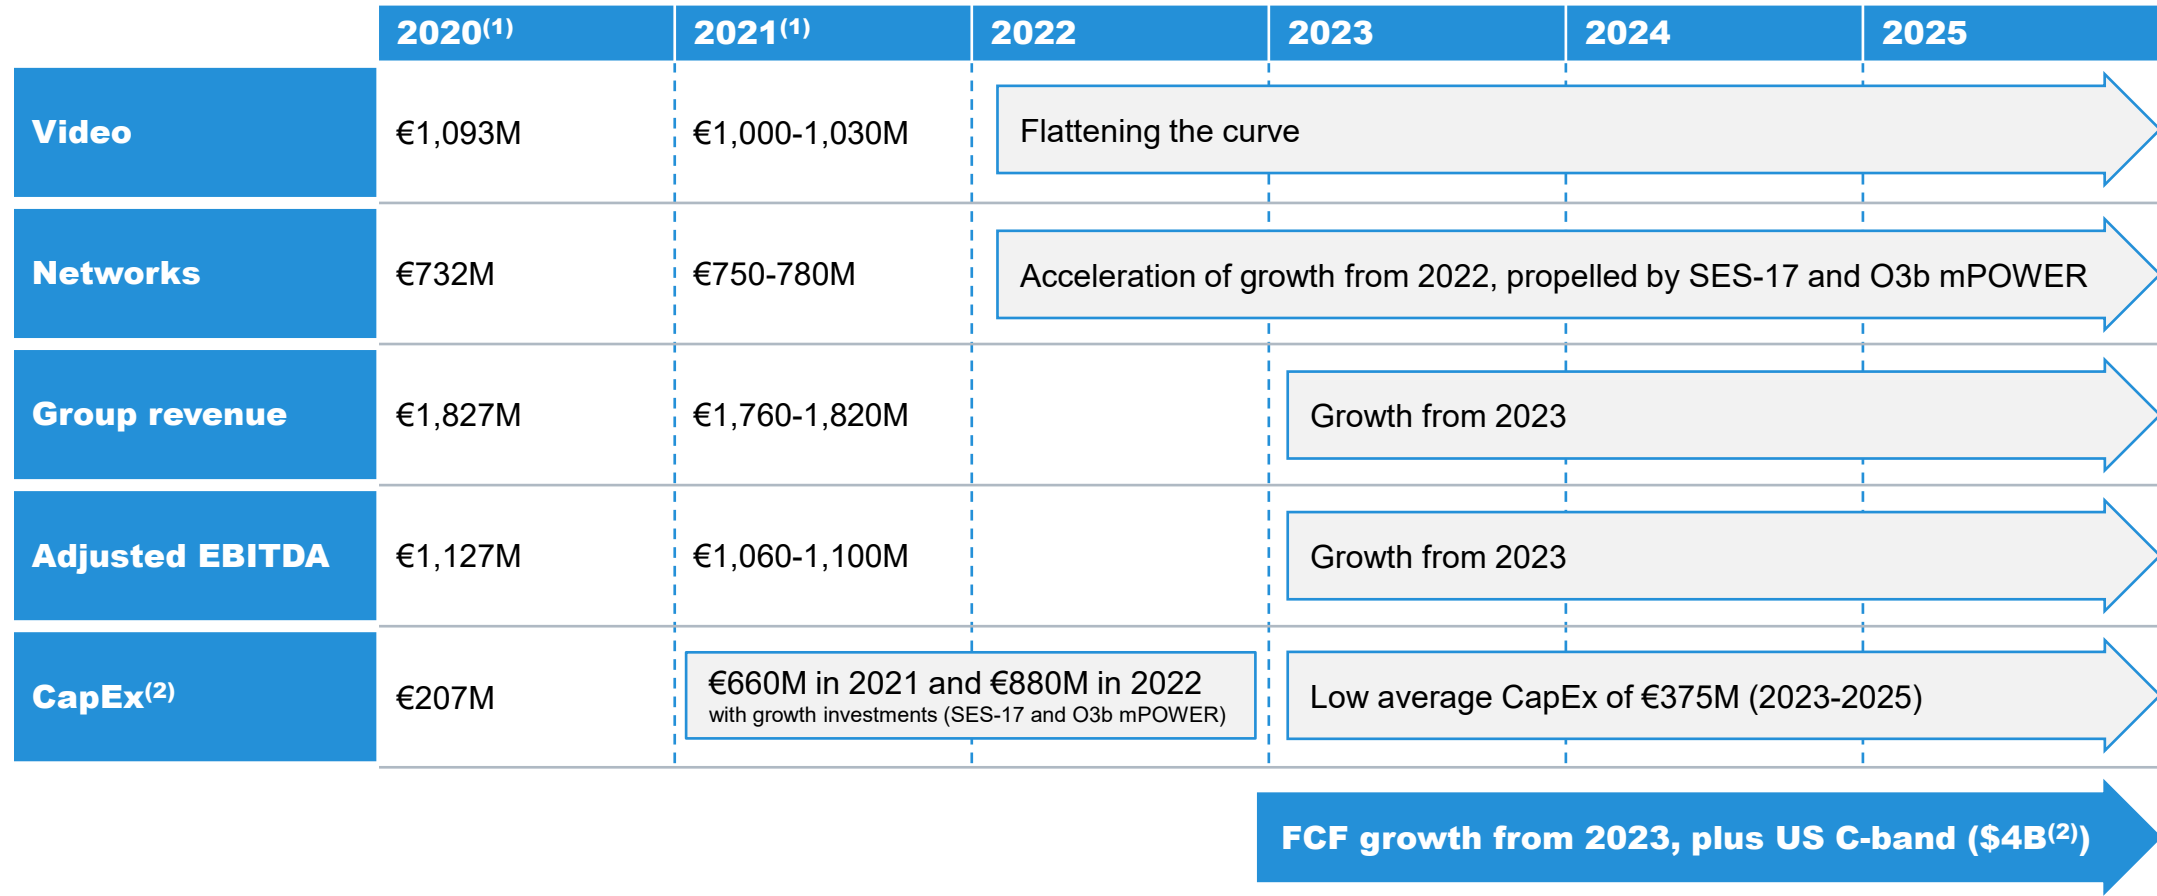 2020(1) 2021(1) 2022 2023 2024 2025
Video €1,093M €1,000-1,030M Flattening the curve
Networks €732M €750-780M Acceleration of growth from 2022, propelled by SES-17 and O3b mPOWER
Group revenue €1,827M €1,760-1,820M Growth from 2023
Adjusted EBITDA €1,127M €1,060-1,100M Growth from 2023
CapEx(2) €207M €660M in 2021 and €880M in 2022
with growth investments (SES-17 and O3b mPOWER)
Low average CapEx of €375M (2023-2025)
FCF growth from 2023, plus US C-band ($4B(2))